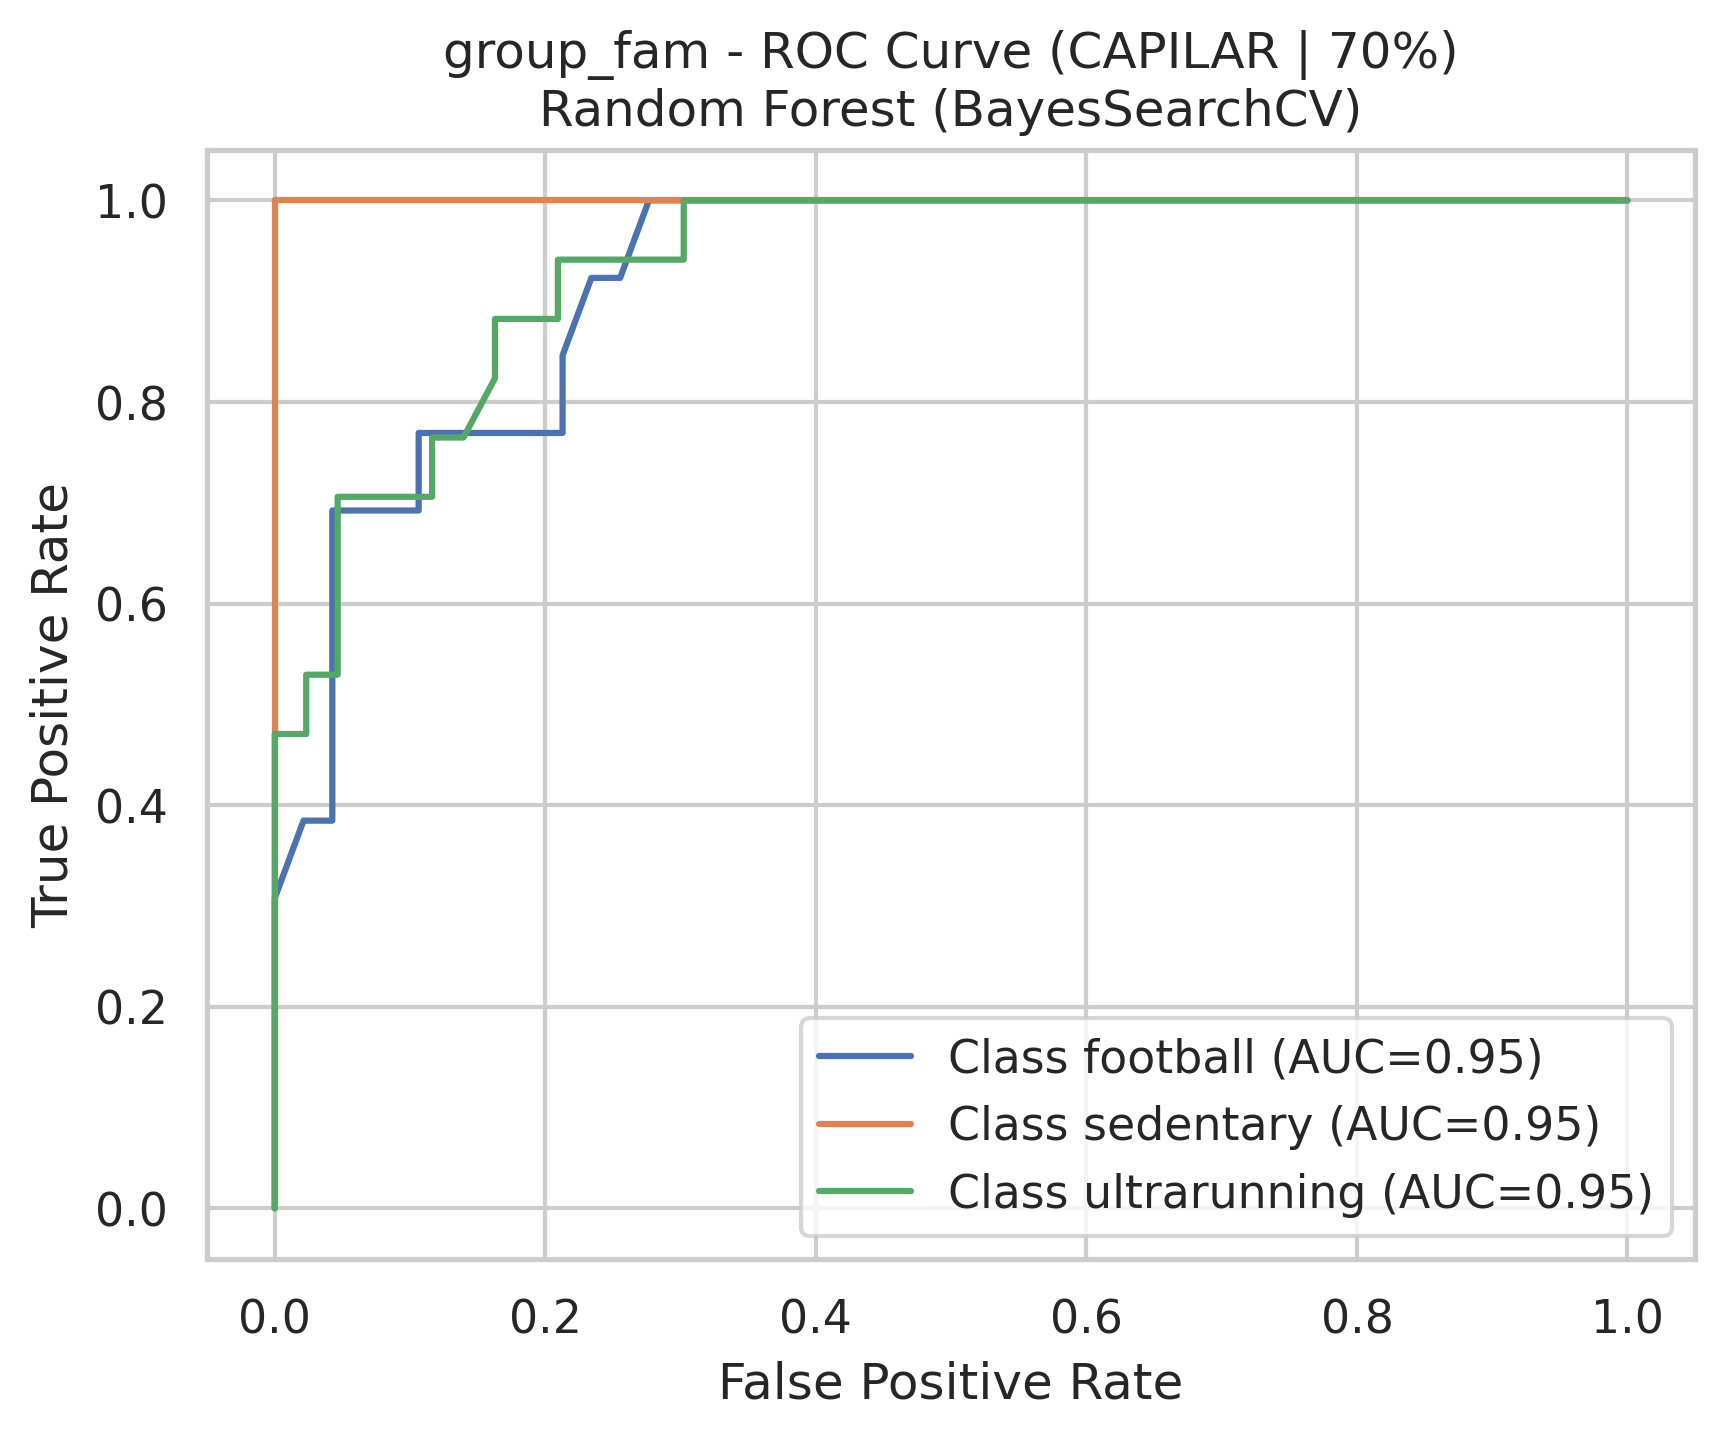 group_fam - ROC Curve (CAPILAR | 70%)
Random Forest (BayesSearchCV)
1.0
0.8
0.6
0.4
0.2
0.0
True Positive Rate
Class football (AUC=0.95)
Class sedentary (AUC=0.95)
Class ultrarunning (AUC=0.95)
0.0 0.2 0.4 0.6 0.8 1.0
False Positive Rate